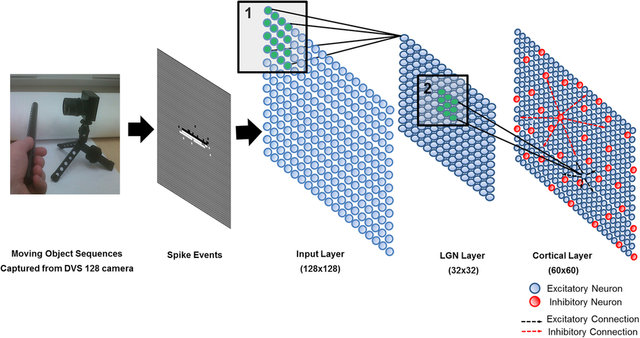 1
2
Moving Object Sequences
Captured from DVS 128 camera
Spike Events
Input Layer
(128x128)
LGN Layer
(32x32)
Cortical Layer
(60x60)
Excitatory Neuron
Inhibitory Neuron
Excitatory Connection
Inhibitory Connection